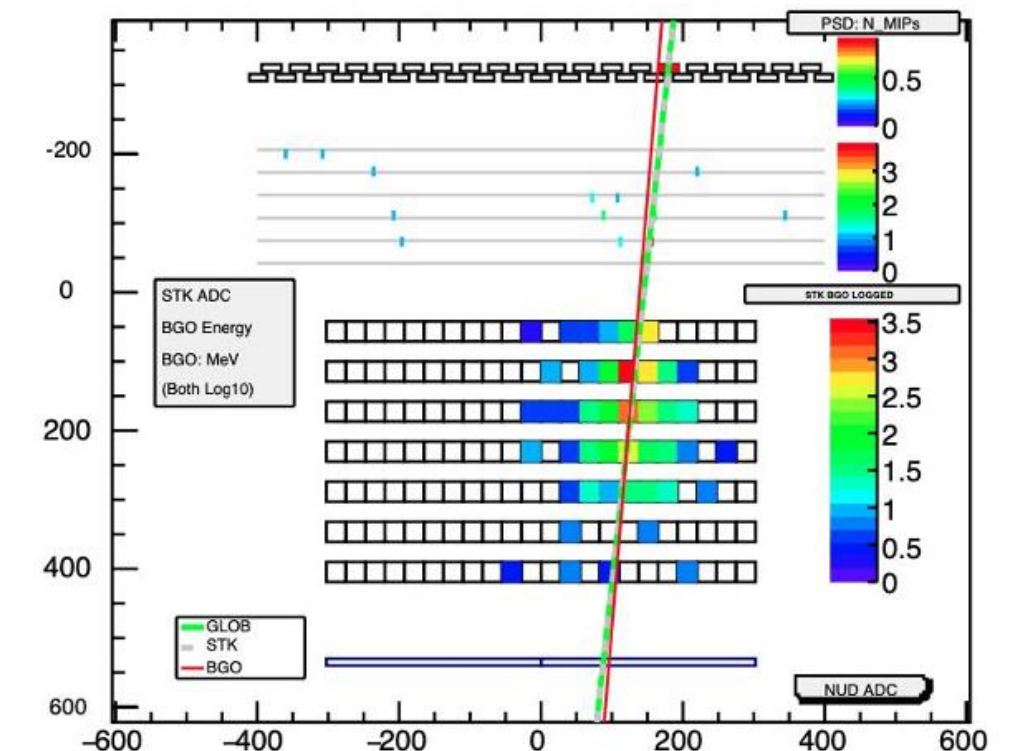 PSD: N_MIPs
0.5
0
-200
3
2
1
0
0
STK BGO LOGGED
STK ADC
BGO Energy
BGO: MeV
(Both Log10)
3.5
3
2.5
2
1.5
1
0.5
0
200
400
GLOB
STK
BGO
NUD ADC
600
−600
−400
−200
0
200
400
600